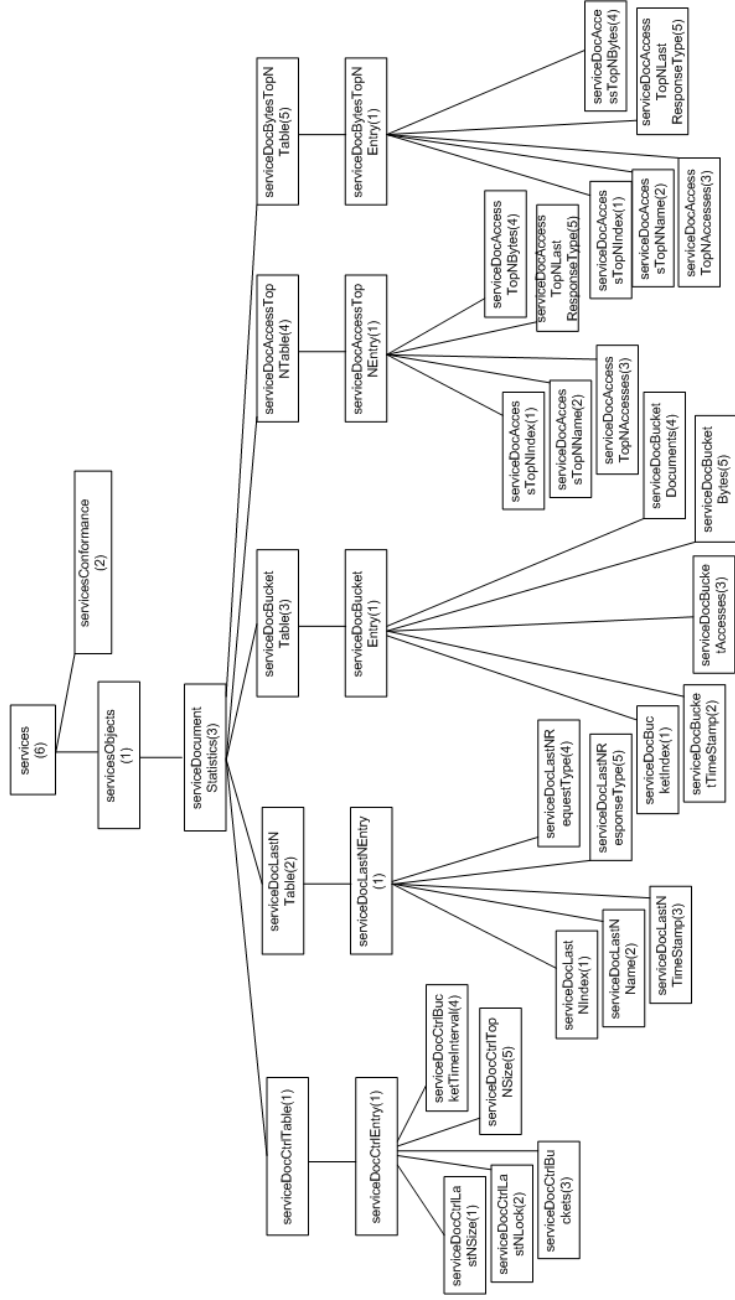 services
(6)
servicesConformance
(2)
servicesObjects
(1)
serviceDocument
Statistics(3)
serviceDocCtrlTable(1)
serviceDocLastN
Table(2)
serviceDocBucket
Table(3)
serviceDocAccessTop
NTable(4)
serviceDocBytesTopN
Table(5)
serviceDocCtrlEntry(1)
serviceDocLastNEntry
(1)
serviceDocBucket
Entry(1)
serviceDocAccessTop
NEntry(1)
serviceDocBytesTopN
Entry(1)
serviceDocCtrlLa
stNSize(1)
serviceDocCtrlLa
stNLock(2)
serviceDocCtrlBu
ckets(3)
serviceDocCtrlBuc
ketTimeInterval(4)
serviceDocCtrlTop
NSize(5)
serviceDocLast
NIndex(1)
serviceDocLastN
Name(2)
serviceDocLastN
TimeStamp(3)
serviceDocLastNR
equestType(4)
serviceDocLastNR
esponseType(5)
serviceDocBuc
ketIndex(1)
serviceDocBucke
tTimeStamp(2)
serviceDocBucke
tAccesses(3)
serviceDocBucket
Documents(4)
serviceDocBucket
Bytes(5)
serviceDocAcces
sTopNIndex(1)
serviceDocAcces
sTopNName(2)
serviceDocAccess
TopNAccesses(3)
serviceDocAccess
TopNBytes(4)
serviceDocAccess
TopNLast
ResponseType(5)
serviceDocAcces
sTopNIndex(1)
serviceDocAcces
sTopNName(2)
serviceDocAccess
TopNAccesses(3)
serviceDocAcce
ssTopNBytes(4)
serviceDocAccess
TopNLast
ResponseType(5)